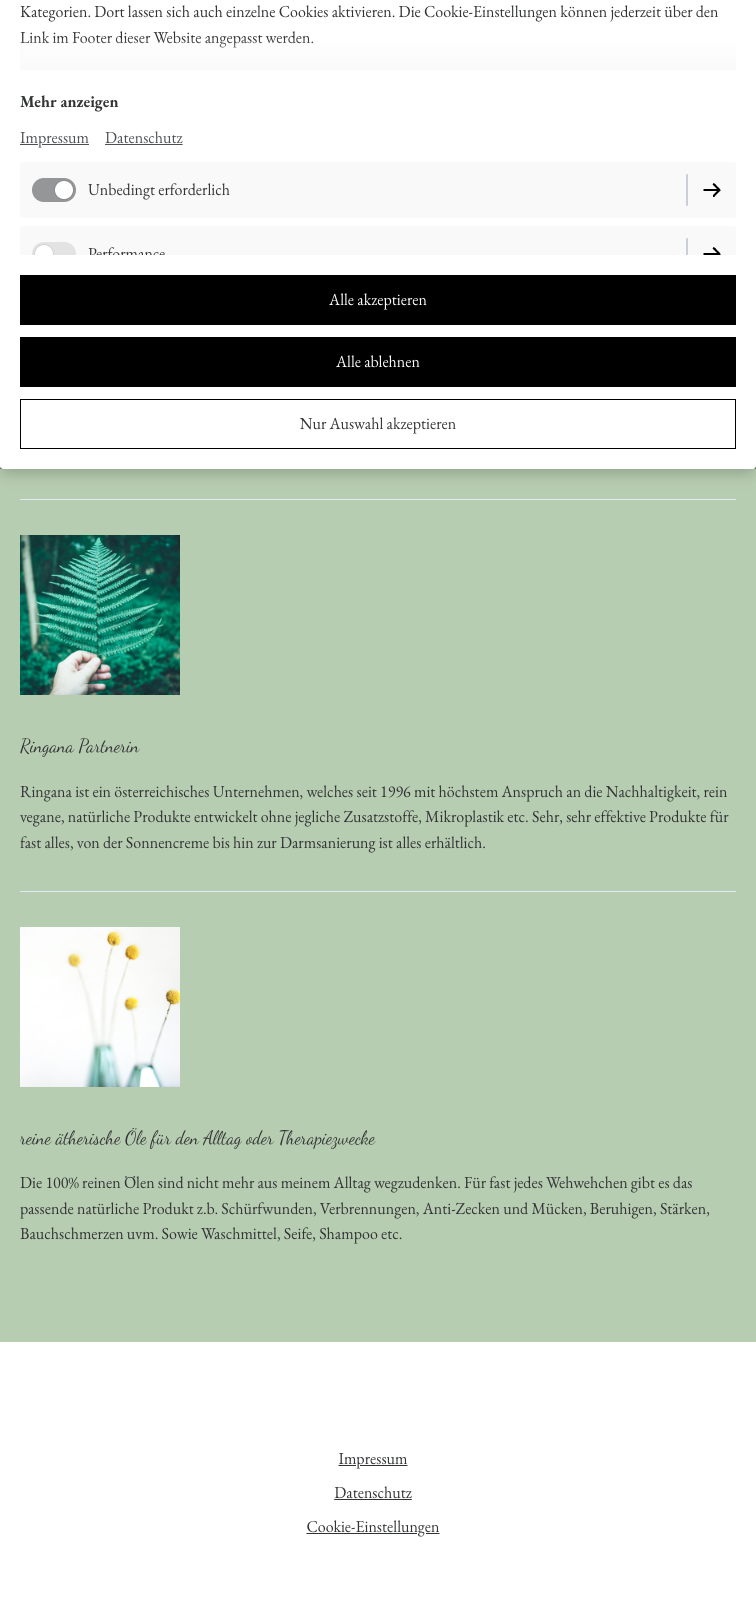 Kategorien. Dort lassen sich auch einzelne Cookies aktivieren. Die Cookie-Einstellungen können jederzeit über den
Link im Footer dieser Website angepasst werden.
Mehr anzeigen
Impressum Datenschutz
Unbedingt erforderlich
Performance
Alle akzeptieren
Alle ablehnen
Nur Auswahl akzeptieren
Ringana Partnerin
Ringana ist ein österreichisches Unternehmen, welches seit 1996 mit höchstem Anspruch an die Nachhaltigkeit, rein
vegane, natürliche Produkte entwickelt ohne jegliche Zusatzstoffe, Mikroplastik etc. Sehr, sehr effektive Produkte für
fast alles, von der Sonnencreme bis hin zur Darmsanierung ist alles erhältlich.
reine ätherische Öle für den Alltag oder Therapiezwecke
Die 100% reinen Ölen sind nicht mehr aus meinem Alltag wegzudenken. Für fast jedes Wehwehchen gibt es das
passende natürliche Produkt z.b. Schürfwunden, Verbrennungen, Anti-Zecken und Mücken, Beruhigen, Stärken,
Bauchschmerzen uvm. Sowie Waschmittel, Seife, Shampoo etc.
Impressum
Datenschutz
Cookie-Einstellungen